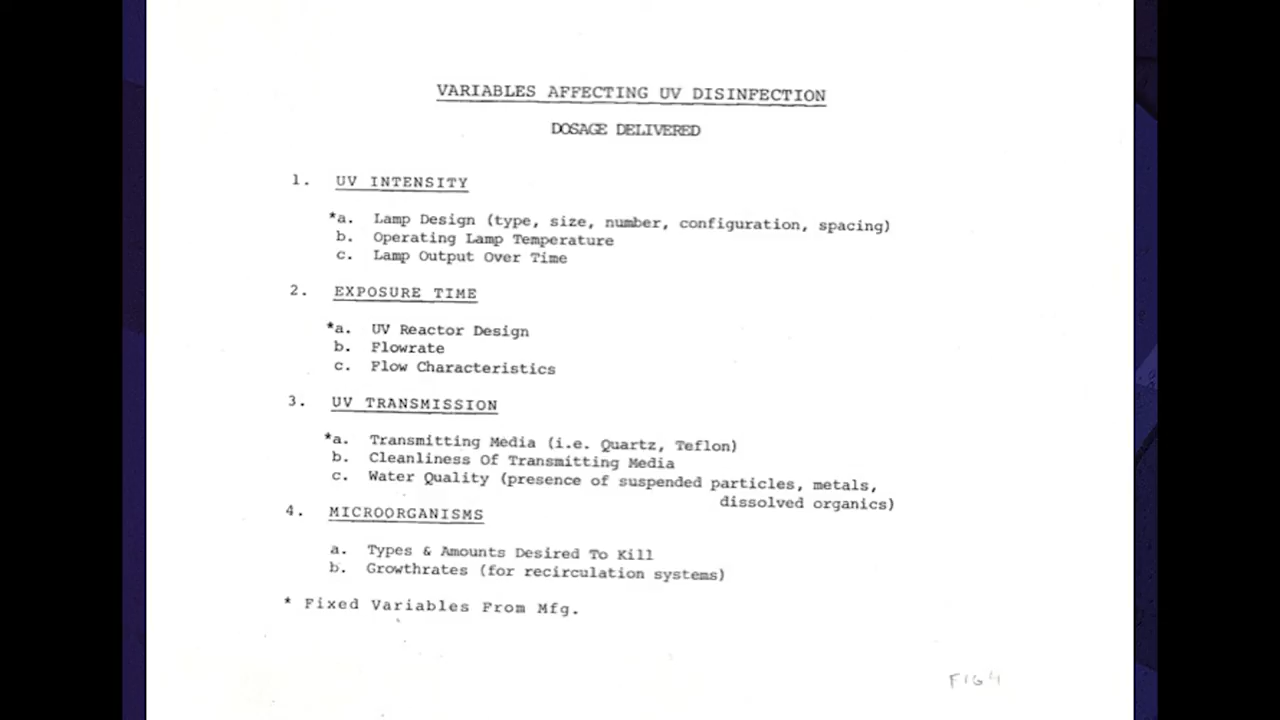 VARIABLES AFFECTING UV DISINFECTION
DOSAGE DELIVERED
1. UV INTENSITY
*a. Lamp Design (type, size, number, configuration, spacing)
b. Operating Lamp Temperature
c. Lamp Output Over Time
2. EXPOSURE TIME
*a. UV Reactor Design
b. Flowrate
c. Flow Characteristics
3. UV TRANSMISSION
*a. Transmitting Media (i.e. Quartz, Teflon)
b. Cleanliness Of Transmitting Media
c. Water Quality (presence of suspended particles, metals,
dissolved organics)
4. MICROORGANISMS
a. Types & Amounts Desired To Kill
b. Growthrates (for recirculation systems)
* Fixed Variables From Mfg.
FIG 4